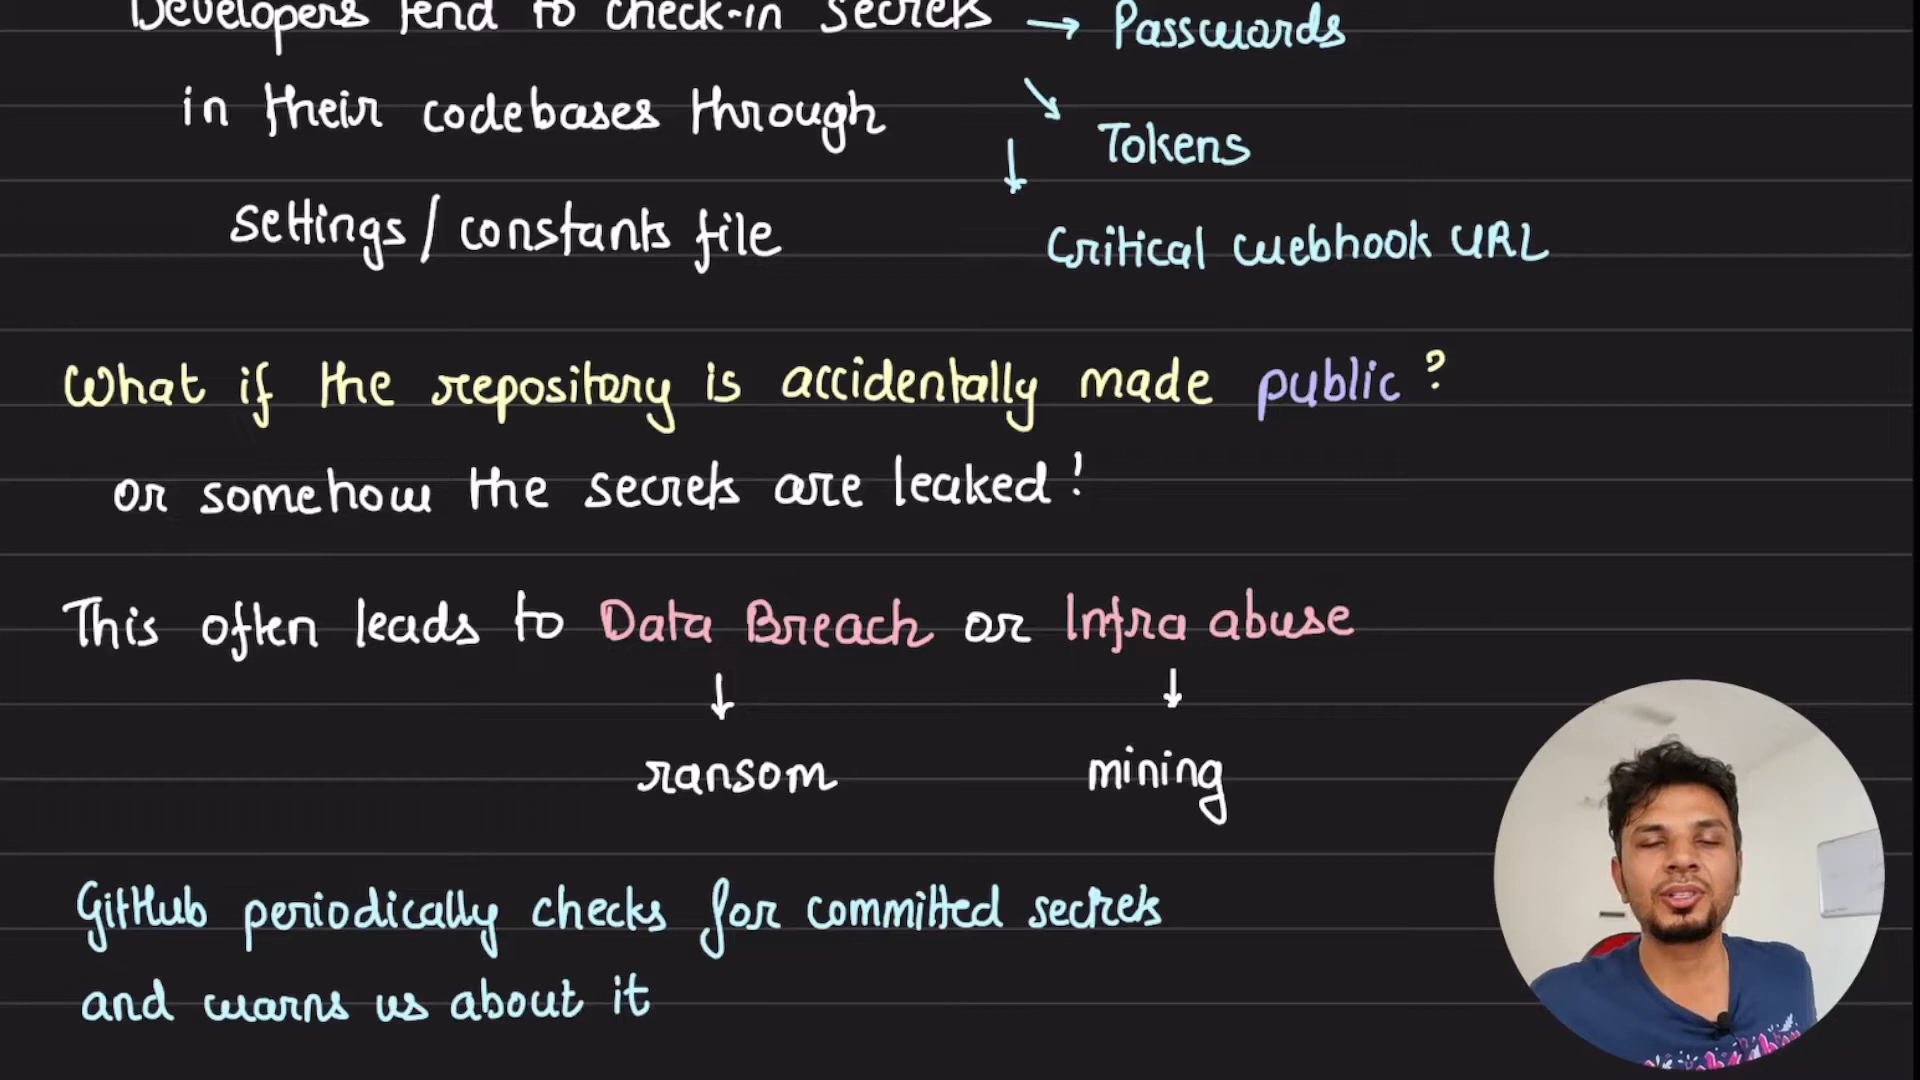 Developers tend to check-in secrets → Passwords
in their codebases through
↘ Tokens
settings / constants file
↓ Critical webhook URL
What if the repository is accidentally made public ?
or somehow the secrets are leaked !
This often leads to Data Breach or Infra abuse
↓ ↓
ransom mining
GitHub periodically checks for committed secrets
and warns us about it